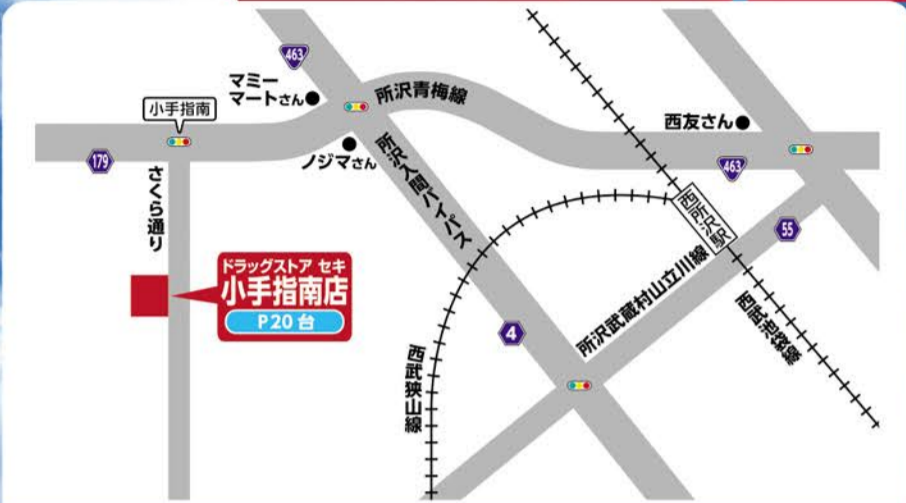 463
マミー
マートさん
所沢青梅線
小手指南
西友さん
179
ノジマさん
463
さくら通り
所沢入間バイパス
西所沢駅
55
ドラッグストア セキ
小手指南店
P20台
4
所沢武蔵村山立川線
西武池袋線
西武狭山線